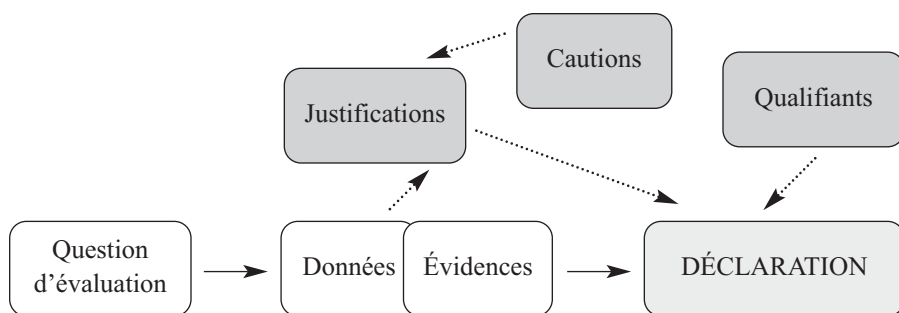 Cautions
Justifications
Qualifiants
Question
d’évaluation
Données
Évidences
DÉCLARATION